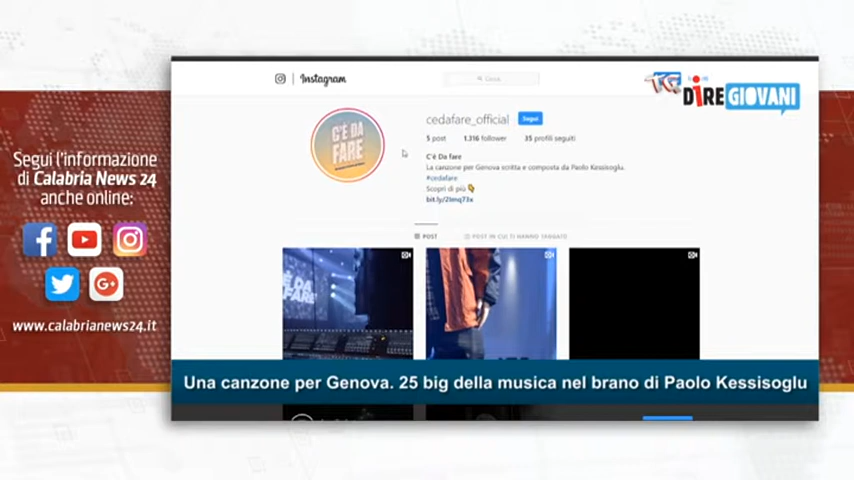 Segui l'informazione
di Calabria News 24
anche online:
www.calabrianews24.it
Instagram
Cerca
TG
DiRE GIOVANI
cedafare_official
Segui
5 post 1.316 follower 35 profili seguiti
C'È DA
FARE
C'è Da fare
La canzone per Genova scritta e composta da Paolo Kessisoglu.
#cedafare
Scopri di più
POST
POST IN CUI TI HANNO TAGGATO
C'È DA
FARE
Una canzone per Genova. 25 big della musica nel brano di Paolo Kessisoglu